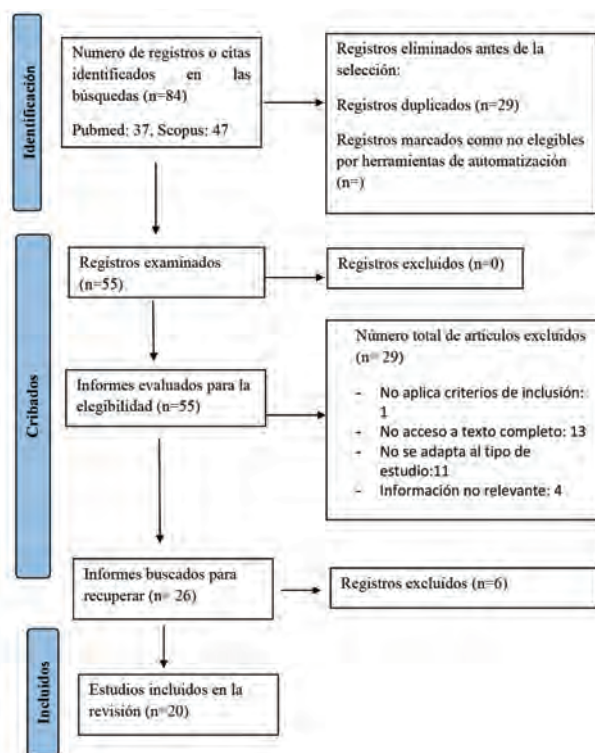 Identificación
Numero de registros o citas
identificados en las
búsquedas (n=84)
Pubmed: 37, Scopus: 47
Registros eliminados antes de la
selección:
Registros duplicados (n=29)
Registros marcados como no elegibles
por herramientas de automatización
(n=)
Cribados
Registros examinados
(n=55)
Registros excluidos (n=0)
Informes evaluados para la
elegibilidad (n=55)
Número total de artículos excluidos
(n= 29)
- No aplica criterios de inclusión:
1
- No acceso a texto completo: 13
- No se adapta al tipo de
estudio:11
- Información no relevante: 4
Informes buscados para
recuperar (n= 26)
Registros excluidos (n=6)
Incluidos
Estudios incluidos en la
revisión (n=20)